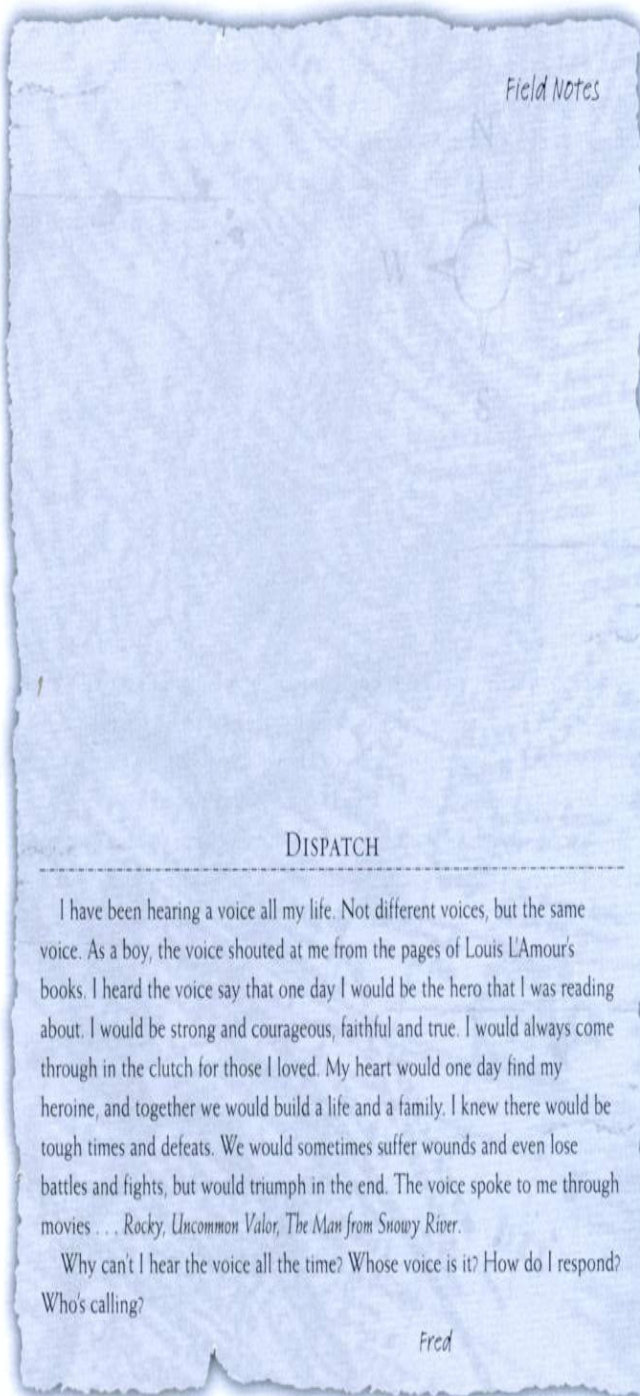 Field Notes
N
W
E
S
DISPATCH
I have been hearing a voice all my life. Not different voices, but the same
voice. As a boy, the voice shouted at me from the pages of Louis L'Amour's
books. I heard the voice say that one day I would be the hero that I was reading
about. I would be strong and courageous, faithful and true. I would always come
through in the clutch for those I loved. My heart would one day find my
heroine, and together we would build a life and a family. I knew there would be
tough times and defeats. We would sometimes suffer wounds and even lose
battles and fights, but would triumph in the end. The voice spoke to me through
movies . . . Rocky, Uncommon Valor, The Man from Snowy River.
Why can't I hear the voice all the time? Whose voice is it? How do I respond?
Who's calling?
Fred